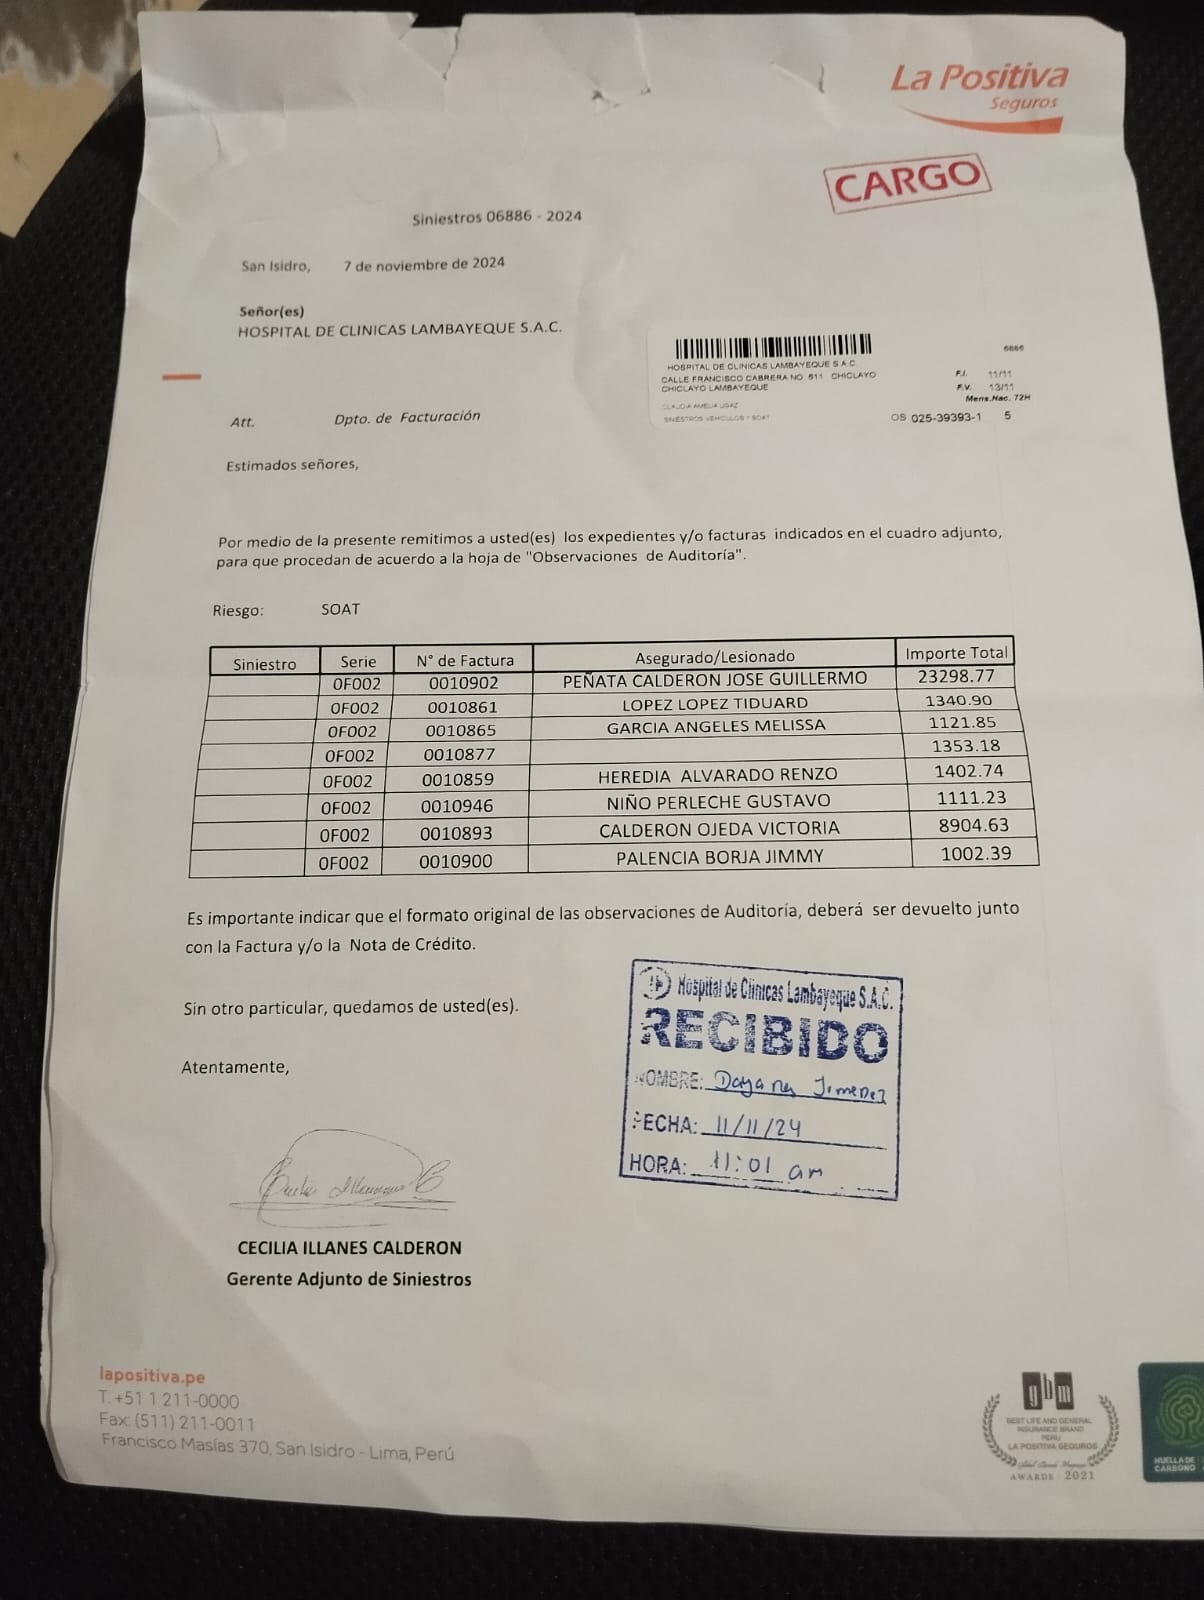 La Positiva
Seguros
CARGO
Siniestros 06886 - 2024
San Isidro, 7 de noviembre de 2024
Señor(es)
HOSPITAL DE CLINICAS LAMBAYEQUE S.A.C.
6886
HOSPITAL DE CLINICAS LAMBAYEQUE S.A.C
CALLE FRANCISCO CABRERA NO. 611 CHICLAYO
CHICLAYO LAMBAYEQUE
F.I. 11/11
F.V. 13/11
Mens.Nac. 72H
CLAUDIA AMELIA UGAZ
SINIESTROS VEHICULOS Y SOAT
OS 025-39393-1 5
Att. Dpto. de Facturación
Estimados señores,
Por medio de la presente remitimos a usted(es) los expedientes y/o facturas indicados en el cuadro adjunto,
para que procedan de acuerdo a la hoja de "Observaciones de Auditoría".
Riesgo: SOAT
Siniestro Serie N° de Factura Asegurado/Lesionado Importe Total
0F002 0010902 PEÑATA CALDERON JOSE GUILLERMO 23298.77
0F002 0010861 LOPEZ LOPEZ TIDUARD 1340.90
0F002 0010865 GARCIA ANGELES MELISSA 1121.85
0F002 0010877 1353.18
0F002 0010859 HEREDIA ALVARADO RENZO 1402.74
0F002 0010946 NIÑO PERLECHE GUSTAVO 1111.23
0F002 0010893 CALDERON OJEDA VICTORIA 8904.63
0F002 0010900 PALENCIA BORJA JIMMY 1002.39
Es importante indicar que el formato original de las observaciones de Auditoría, deberá ser devuelto junto
con la Factura y/o la Nota de Crédito.
Sin otro particular, quedamos de usted(es).
Atentamente,
Hospital de Clinicas Lambayeque S.A.C.
RECIBIDO
NOMBRE: Dayana Jimenez
FECHA: 11/11/24
HORA: 11:01 am
CECILIA ILLANES CALDERON
Gerente Adjunto de Siniestros
lapositiva.pe
T. +51 1 211-0000
Fax: (511) 211-0011
Francisco Masías 370, San Isidro - Lima, Perú
gbm
BEST LIFE AND GENERAL
INSURANCE BRAND
PERU
LA POSITIVA SEGUROS
AWARDS 2021
HUELLA DE
CARBONO